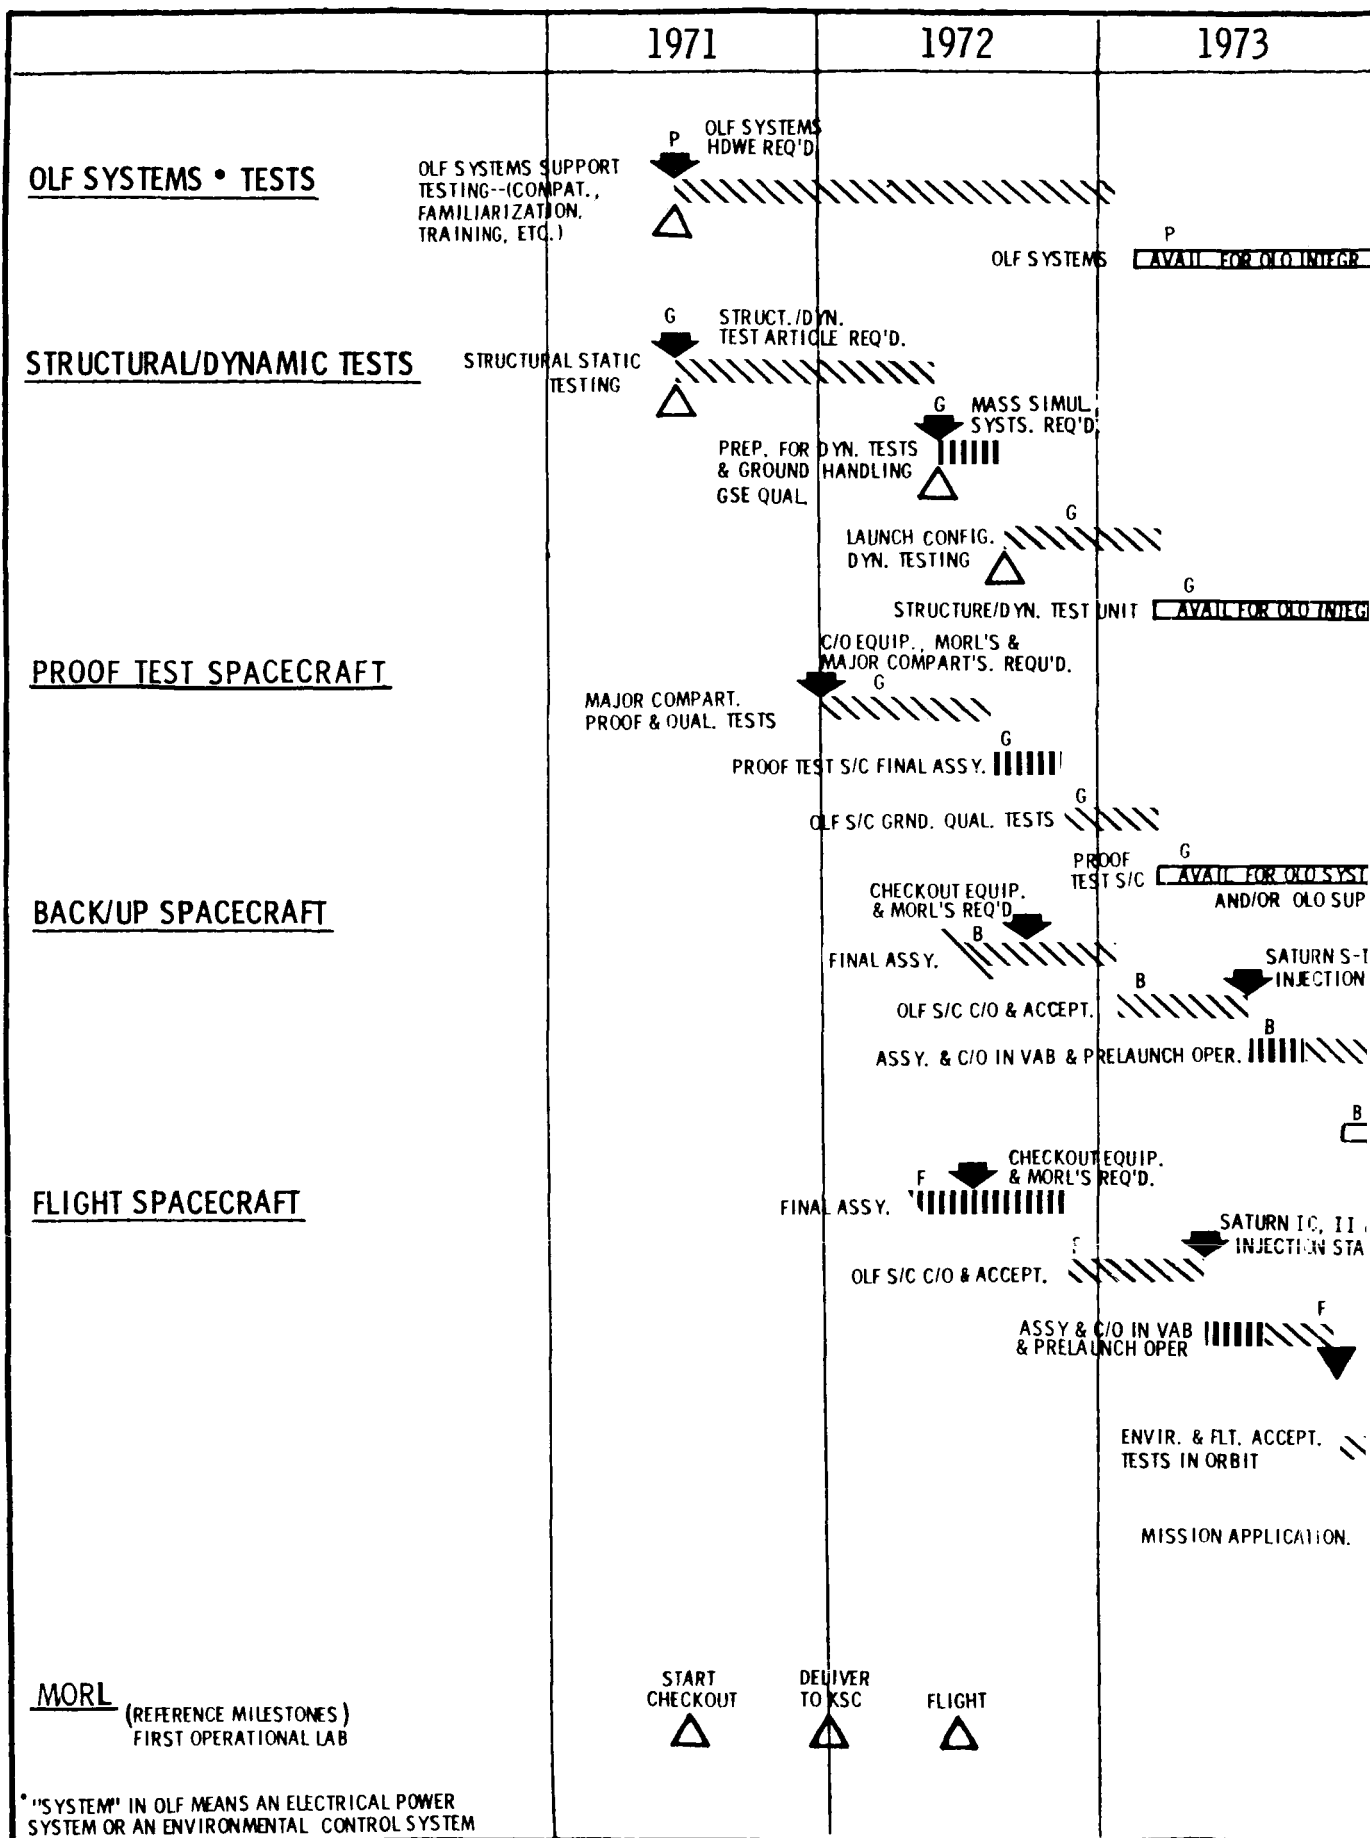 1971 1972 1973
OLF SYSTEMS • TESTS
P
OLF SYSTEMS
HDWE REQ'D
OLF SYSTEMS SUPPORT
TESTING--(COMPAT.,
FAMILIARIZATION,
TRAINING, ETC.)
P
OLF SYSTEMS
AVAIL FOR OLO INTEGR
STRUCTURAL/DYNAMIC TESTS
G
STRUCT./DYN.
TEST ARTICLE REQ'D.
STRUCTURAL STATIC
TESTING
G
MASS SIMUL.
SYSTS. REQ'D.
PREP. FOR DYN. TESTS
& GROUND HANDLING
GSE QUAL.
G
LAUNCH CONFIG.
DYN. TESTING
G
STRUCTURE/DYN. TEST UNIT
AVAIL FOR OLO INTEG
PROOF TEST SPACECRAFT
C/O EQUIP., MORL'S &
MAJOR COMPART'S. REQU'D.
G
MAJOR COMPART.
PROOF & QUAL. TESTS
G
PROOF TEST S/C FINAL ASSY.
G
OLF S/C GRND. QUAL. TESTS
G
PROOF
TEST S/C
AVAIL FOR OLO SYST
AND/OR OLO SUP
BACK/UP SPACECRAFT
CHECKOUT EQUIP.
& MORL'S REQ'D
B
FINAL ASSY.
SATURN S-I
INJECTION
B
OLF S/C C/O & ACCEPT.
B
ASSY. & C/O IN VAB & PRELAUNCH OPER.
B
FLIGHT SPACECRAFT
CHECKOUT EQUIP.
& MORL'S REQ'D.
F
FINAL ASSY.
SATURN IC, II
INJECTION STA
F
OLF S/C C/O & ACCEPT.
F
ASSY & C/O IN VAB
& PRELAUNCH OPER
ENVIR. & FLT. ACCEPT.
TESTS IN ORBIT
MISSION APPLICATION.
MORL (REFERENCE MILESTONES)
FIRST OPERATIONAL LAB
START
CHECKOUT
DELIVER
TO KSC
FLIGHT
• "SYSTEM" IN OLF MEANS AN ELECTRICAL POWER
SYSTEM OR AN ENVIRONMENTAL CONTROL SYSTEM